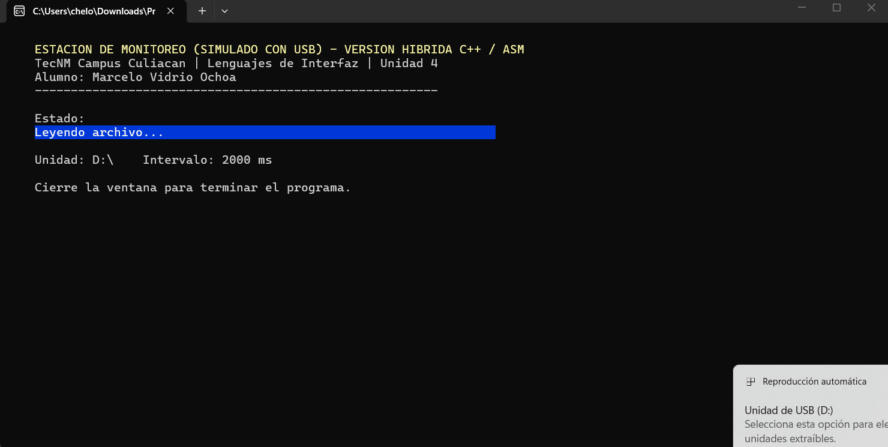 C:\Users\chelo\Downloads\Pr
ESTACION DE MONITOREO (SIMULADO CON USB) - VERSION HIBRIDA C++ / ASM
TecNM Campus Culiacan | Lenguajes de Interfaz | Unidad 4
Alumno: Marcelo Vidrio Ochoa
--------------------------------------------------------
Estado:
Leyendo archivo...
Unidad: D:\    Intervalo: 2000 ms
Cierre la ventana para terminar el programa.
Reproducción automática
Unidad de USB (D:)
Selecciona esta opción para ele
unidades extraíbles.